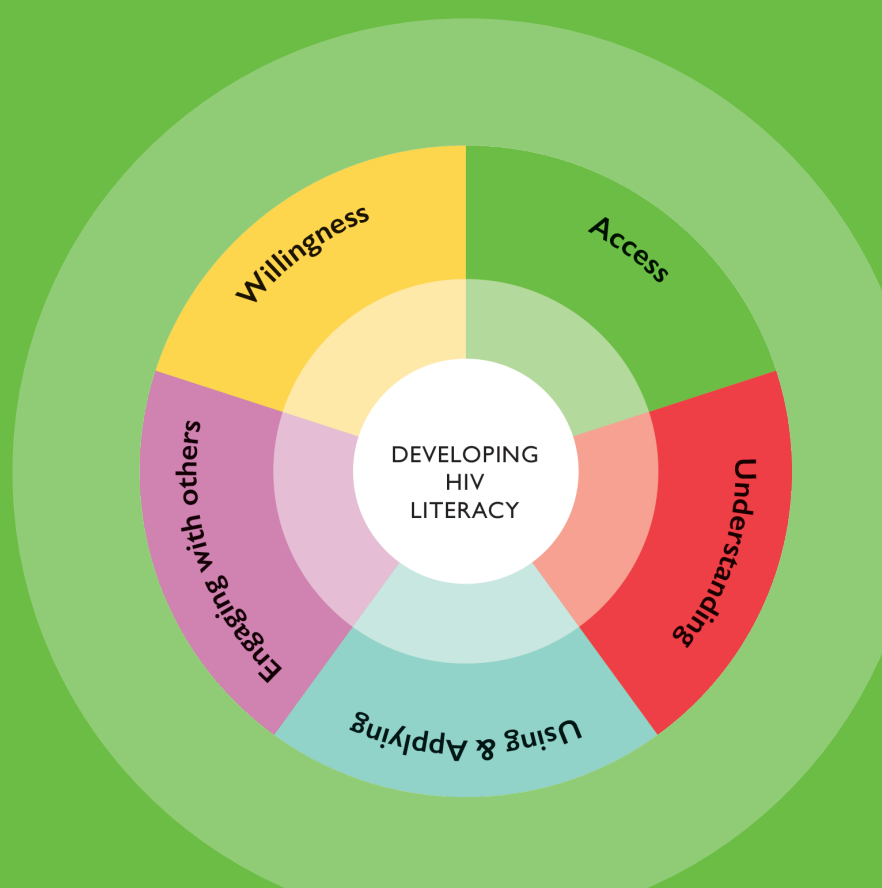 Willingness
Access
Understanding
Using & Applying
Engaging with others
DEVELOPING
HIV
LITERACY